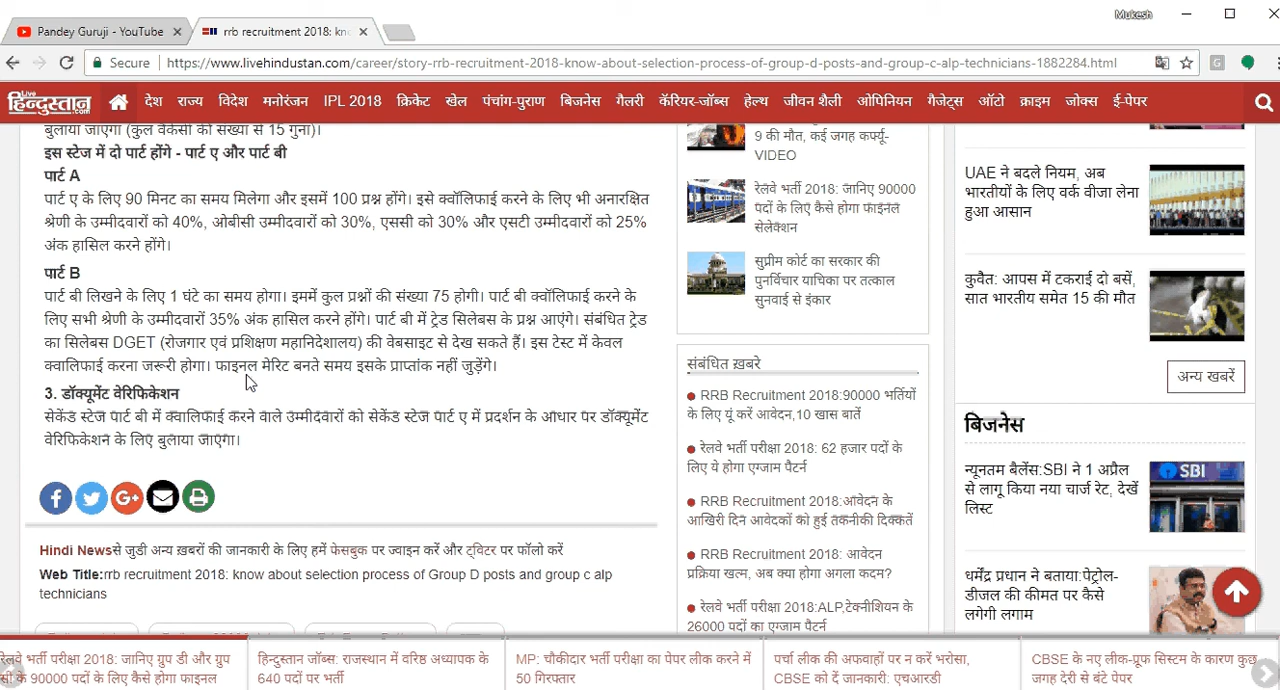 Mukesh
Pandey Guruji - YouTube
rrb recruitment 2018: kn
Secure
https://www.livehindustan.com/career/story-rrb-recruitment-2018-know-about-selection-process-of-group-d-posts-and-group-c-alp-technicians-1882284.html
Live
हिन्दुस्तान
.com
देश राज्य विदेश मनोरंजन IPL 2018 क्रिकेट खेल पंचांग-पुराण बिजनेस गैलरी कॅरियर-जॉब्स हेल्थ जीवन शैली ओपिनियन गैजेट्स ऑटो क्राइम जोक्स ई-पेपर
बुलाया जाएगा (कुल वेकेंसी की संख्या से 15 गुना)।
इस स्टेज में दो पार्ट होंगे - पार्ट ए और पार्ट बी
पार्ट A
पार्ट ए के लिए 90 मिनट का समय मिलेगा और इसमें 100 प्रश्न होंगे। इसे क्वॉलिफाई करने के लिए भी अनारक्षित
श्रेणी के उम्मीदवारों को 40%, ओबीसी उम्मीदवारों को 30%, एससी को 30% और एसटी उम्मीदवारों को 25%
अंक हासिल करने होंगे।
पार्ट B
पार्ट बी लिखने के लिए 1 घंटे का समय होगा। इममें कुल प्रश्नों की संख्या 75 होगी। पार्ट बी क्वॉलिफाई करने के
लिए सभी श्रेणी के उम्मीदवारों 35% अंक हासिल करने होंगे। पार्ट बी में ट्रेड सिलेबस के प्रश्न आएंगे। संबंधित ट्रेड
का सिलेबस DGET (रोजगार एवं प्रशिक्षण महानिदेशालय) की वेबसाइट से देख सकते हैं। इस टेस्ट में केवल
क्वालिफाई करना जरूरी होगा। फाइनल मेरिट बनते समय इसके प्राप्तांक नहीं जुड़ेंगे।
3. डॉक्यूमेंट वेरिफिकेशन
सेकेंड स्टेज पार्ट बी में क्वालिफाई करने वाले उम्मीदवारों को सेकेंड स्टेज पार्ट ए में प्रदर्शन के आधार पर डॉक्यूमेंट
वेरिफिकेशन के लिए बुलाया जाएगा।
Hindi Newsसे जुडी अन्य ख़बरों की जानकारी के लिए हमें फेसबुक पर ज्वाइन करें और ट्विटर पर फॉलो करें
Web Title:rrb recruitment 2018: know about selection process of Group D posts and group c alp
technicians
9 की मौत, कई जगह कर्फ्यू-
VIDEO
रेलवे भर्ती 2018: जानिए 90000
पदों के लिए कैसे होगा फाइनल
सेलेक्शन
सुप्रीम कोर्ट का सरकार की
पुनर्विचार याचिका पर तत्काल
सुनवाई से इंकार
संबंधित ख़बरे
RRB Recruitment 2018:90000 भर्तियों
के लिए यूं करें आवेदन,10 खास बातें
रेलवे भर्ती परीक्षा 2018: 62 हजार पदों के
लिए ये होगा एग्जाम पैटर्न
RRB Recruitment 2018:आवेदन के
आखिरी दिन आवेदकों को हुई तकनीकी दिक्कतें
RRB Recruitment 2018: आवेदन
प्रक्रिया खत्म, अब क्या होगा अगला कदम?
रेलवे भर्ती परीक्षा 2018:ALP,टेक्नीशियन के
26000 पदों का एग्जाम पैटर्न
UAE ने बदले नियम, अब
भारतीयों के लिए वर्क वीजा लेना
हुआ आसान
कुवैत: आपस में टकराई दो बसें,
सात भारतीय समेत 15 की मौत
अन्य खबरें
बिजनेस
न्यूनतम बैलेंस:SBI ने 1 अप्रैल
से लागू किया नया चार्ज रेट, देखें
लिस्ट
SBI
धर्मेंद्र प्रधान ने बताया:पेट्रोल-
डीजल की कीमत पर कैसे
लगेगी लगाम
रेलवे भर्ती परीक्षा 2018: जानिए ग्रुप डी और ग्रुप
सी के 90000 पदों के लिए कैसे होगा फाइनल
हिन्दुस्तान जॉब्स: राजस्थान में वरिष्ठ अध्यापक के
640 पदों पर भर्ती
MP: चौकीदार भर्ती परीक्षा का पेपर लीक करने में
50 गिरफ्तार
पर्चा लीक की अफवाहों पर न करें भरोसा,
CBSE को दें जानकारी: एचआरडी
CBSE के नए लीक-प्रूफ सिस्टम के कारण कुछ
जगह देरी से बंटे पेपर